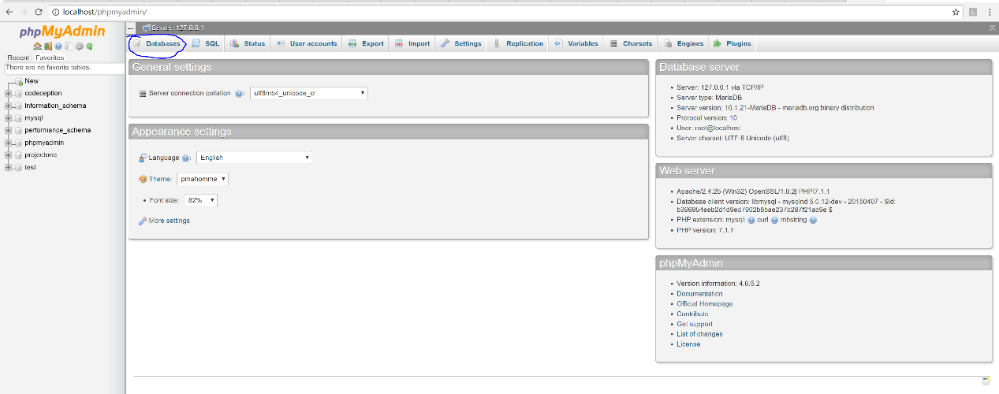 localhost/phpmyadmin/
phpMyAdmin
Recent Favorites
There are no favorite tables.
New
codeception
information_schema
mysql
performance_schema
phpmyadmin
projectone
test
Server: 127.0.0.1
Databases SQL Status User accounts Export Import Settings Replication Variables Charsets Engines Plugins
General settings
Server connection collation : utf8mb4_unicode_ci
Appearance settings
Language : English
Theme: pmahomme
Font size: 82%
More settings
Database server
Server: 127.0.0.1 via TCP/IP
Server type: MariaDB
Server version: 10.1.21-MariaDB - mariadb.org binary distribution
Protocol version: 10
User: root@localhost
Server charset: UTF-8 Unicode (utf8)
Web server
Apache/2.4.25 (Win32) OpenSSL/1.0.2j PHP/7.1.1
Database client version: libmysql - mysqlnd 5.0.12-dev - 20150407 - $Id:
b396954eeb2d1d9ed7902b8bae237b287f21ad9e $
PHP extension: mysqli curl mbstring
PHP version: 7.1.1
phpMyAdmin
Version information: 4.6.5.2
Documentation
Official Homepage
Contribute
Get support
List of changes
License